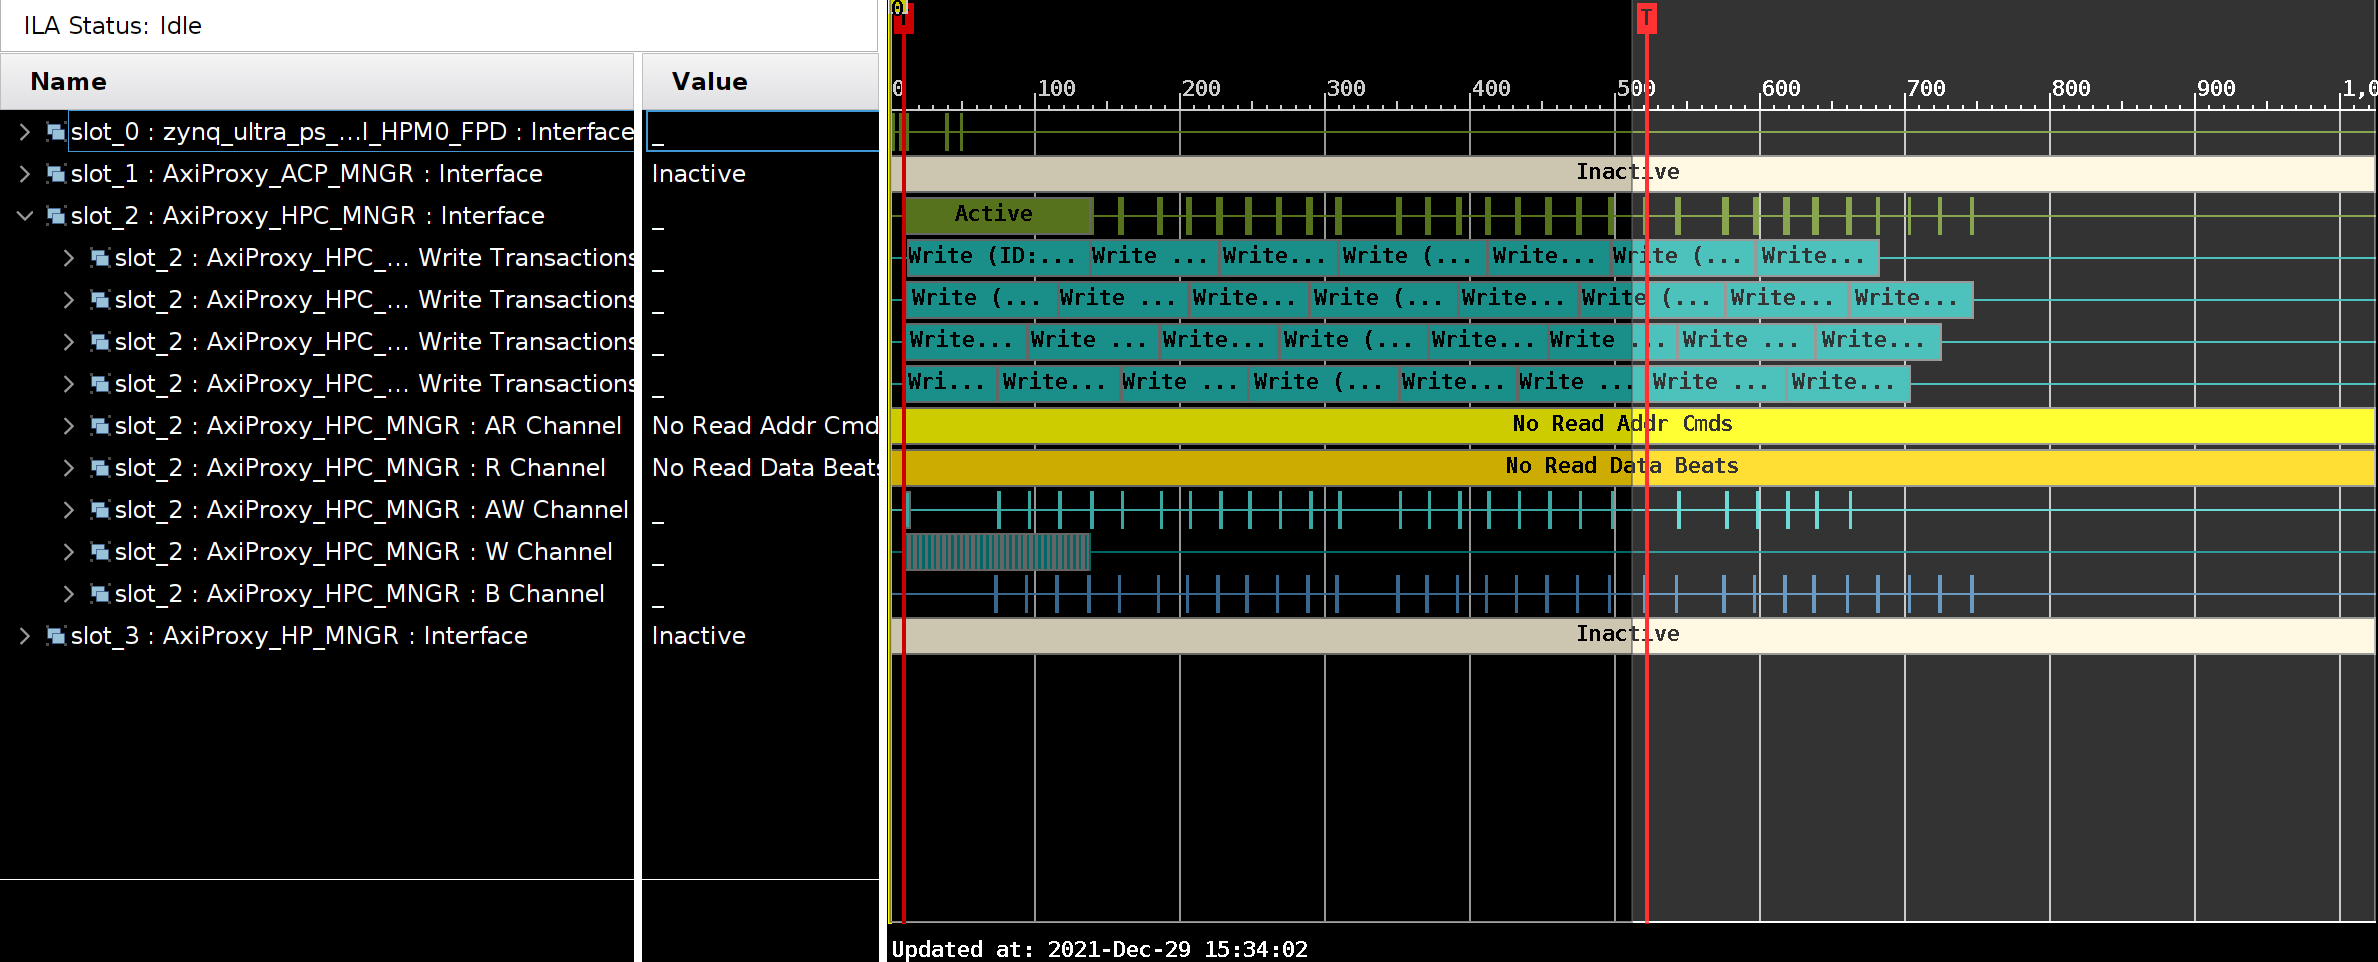 ILA Status: Idle
Name
Value
0
T
0 100 200 300 400 500 600 700 800 900 1,0
slot_0 : zynq_ultra_ps_...I_HPM0_FPD : Interface _
slot_1 : AxiProxy_ACP_MNGR : Interface Inactive Inactive
slot_2 : AxiProxy_HPC_MNGR : Interface _ Active
slot_2 : AxiProxy_HPC_... Write Transactions _ Write (ID:... Write ... Write... Write (... Write... Write (... Write...
slot_2 : AxiProxy_HPC_... Write Transactions _ Write (... Write ... Write... Write (... Write... Write (... Write... Write...
slot_2 : AxiProxy_HPC_... Write Transactions _ Write... Write ... Write... Write (... Write... Write ... Write ... Write...
slot_2 : AxiProxy_HPC_... Write Transactions _ Wri... Write... Write ... Write (... Write... Write ... Write ... Write...
slot_2 : AxiProxy_HPC_MNGR : AR Channel No Read Addr Cmd No Read Addr Cmds
slot_2 : AxiProxy_HPC_MNGR : R Channel No Read Data Beats No Read Data Beats
slot_2 : AxiProxy_HPC_MNGR : AW Channel _
slot_2 : AxiProxy_HPC_MNGR : W Channel _
slot_2 : AxiProxy_HPC_MNGR : B Channel _
slot_3 : AxiProxy_HP_MNGR : Interface Inactive Inactive
Updated at: 2021-Dec-29 15:34:02